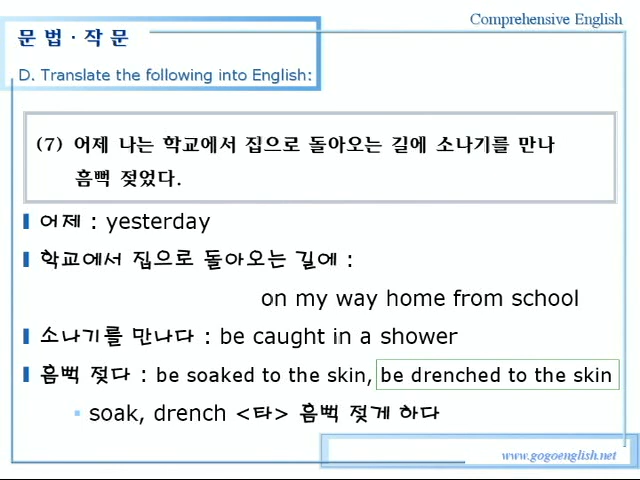 Comprehensive English
문 법 · 작 문
D. Translate the following into English:
(7) 어제 나는 학교에서 집으로 돌아오는 길에 소나기를 만나
흠뻑 젖었다.
어제 : yesterday
학교에서 집으로 돌아오는 길에 :
on my way home from school
소나기를 만나다 : be caught in a shower
흠뻑 젖다 : be soaked to the skin, be drenched to the skin
soak, drench <타> 흠뻑 젖게 하다
www.gogoenglish.net